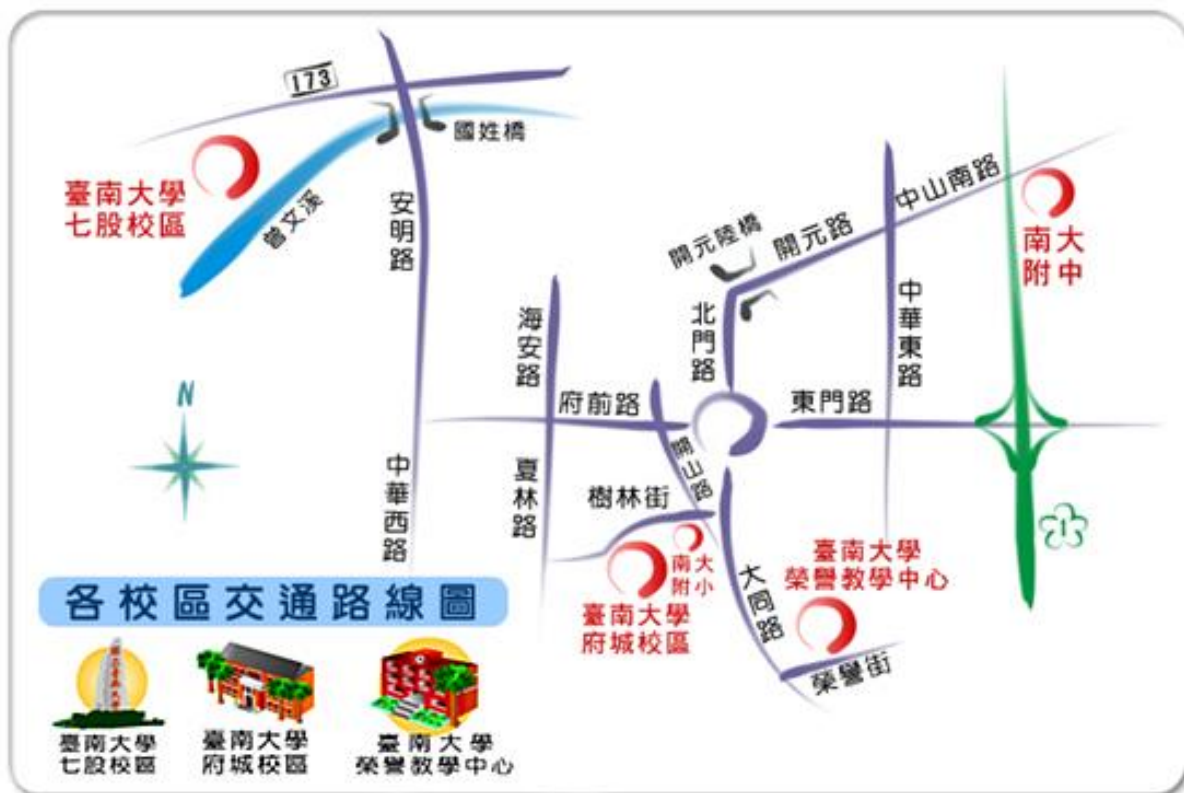 173
國姓橋
臺南大學
七股校區
曾文溪
安明路
中山南路
開元路
開元陸橋
南大
附中
北門路
中華東路
海安路
府前路
東門路
N
中華西路
夏林路
開山路
樹林街
1
南大
附小
臺南大學
府城校區
大同路
臺南大學
榮譽教學中心
榮譽街
各校區交通路線圖
臺南大學
七股校區
臺南大學
府城校區
臺南大學
榮譽教學中心